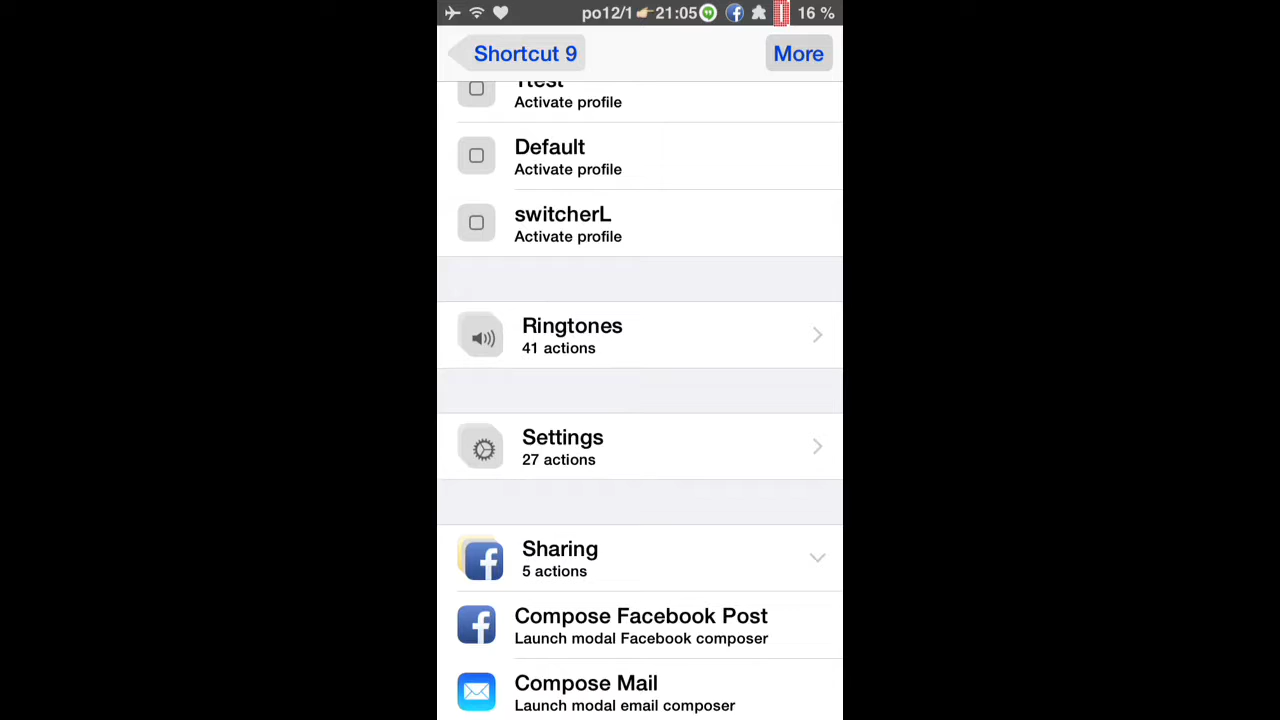 po12/1 21:05 16 %
Shortcut 9
More
Activate profile
Default
Activate profile
switcherL
Activate profile
Ringtones
41 actions
Settings
27 actions
Sharing
5 actions
Compose Facebook Post
Launch modal Facebook composer
Compose Mail
Launch modal email composer